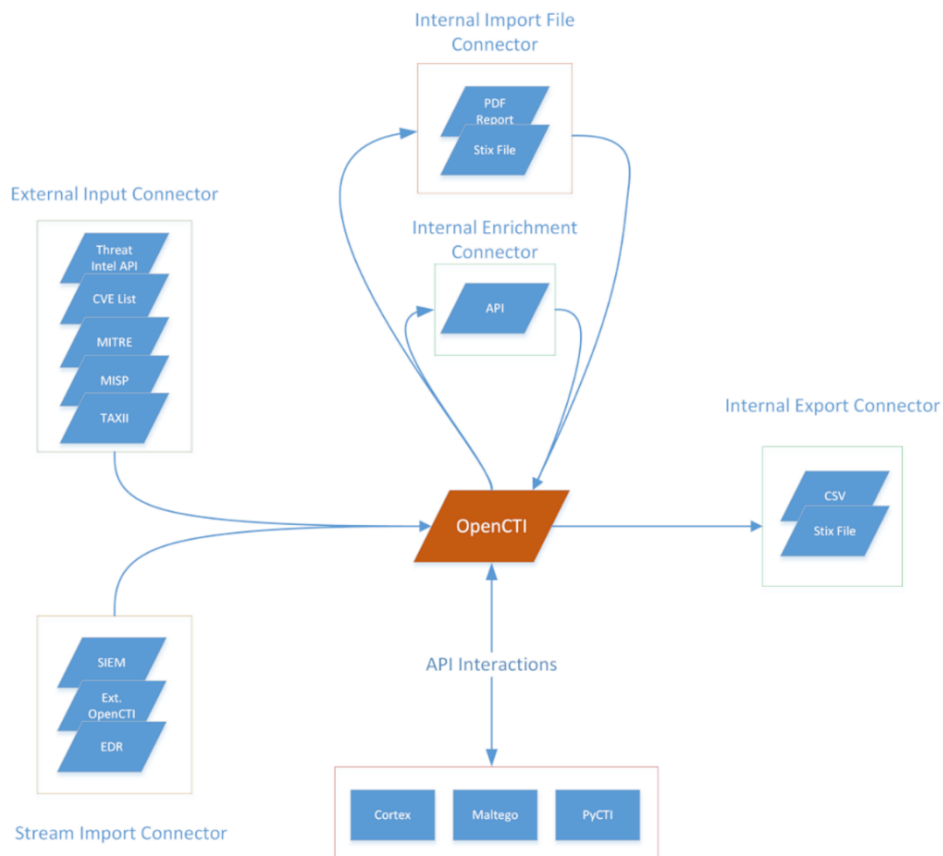 Internal Import File
Connector
PDF
Report
Stix File
External Input Connector
Threat
Intel API
CVE List
MITRE
MISP
TAXII
Internal Enrichment
Connector
API
Internal Export Connector
CSV
Stix File
OpenCTI
API Interactions
SIEM
Ext.
OpenCTI
EDR
Stream Import Connector
Cortex
Maltego
PyCTI